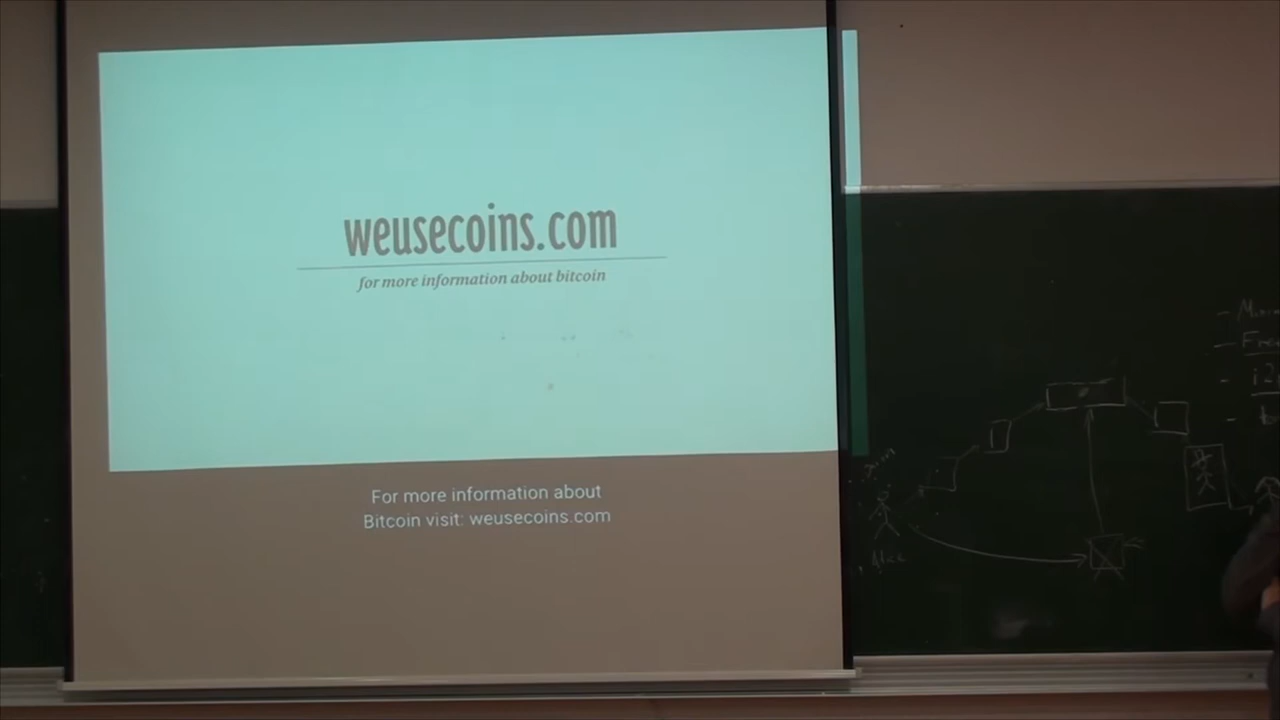 weusecoins.com
for more information about bitcoin
For more information about
Bitcoin visit: weusecoins.com